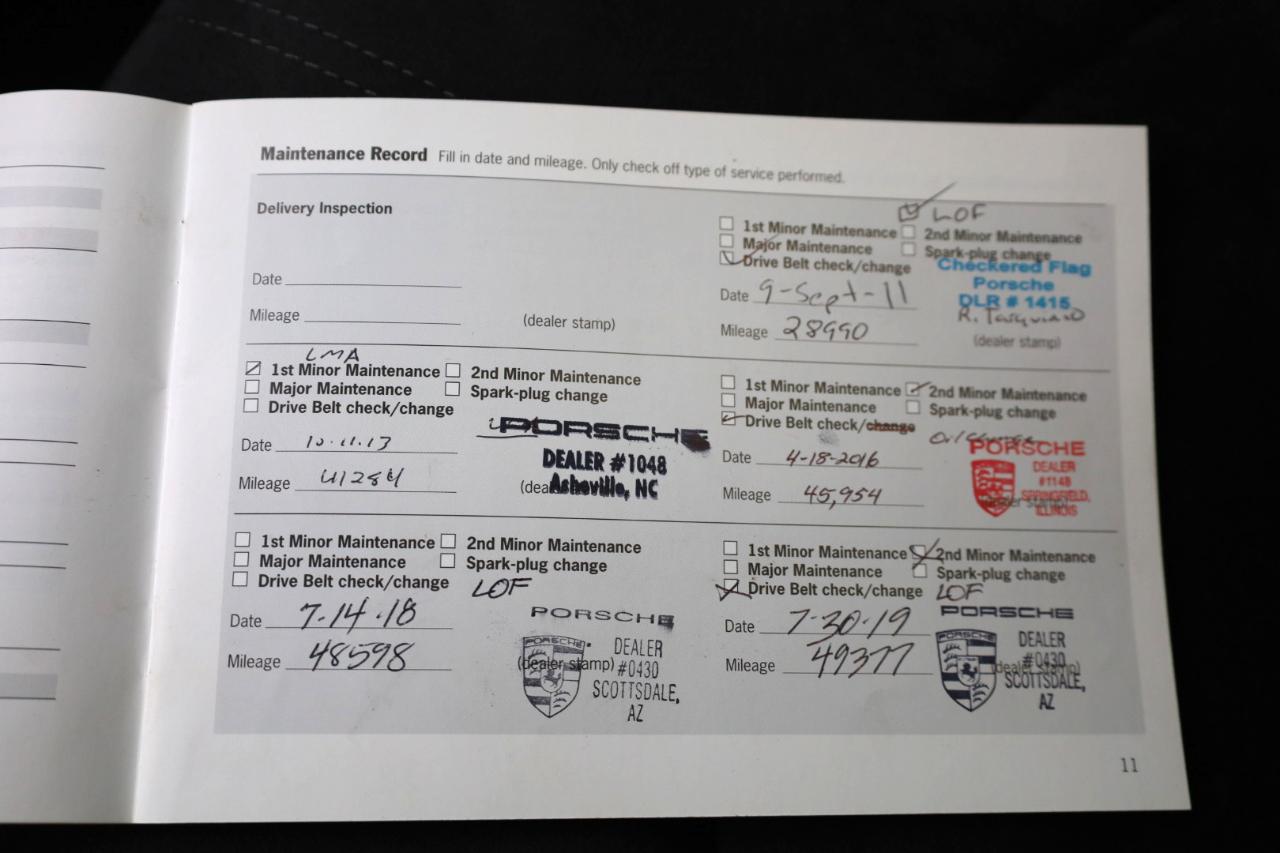 Maintenance Record Fill in date and mileage. Only check off type of service performed.
Delivery Inspection
Date
Mileage
(dealer stamp)
LOF
1st Minor Maintenance 2nd Minor Maintenance
Major Maintenance Spark-plug change
Drive Belt check/change
Checkered Flag
Porsche
DLR # 1415
Date 9-Sept-11
Mileage 28990
(dealer stamp)
LMA
1st Minor Maintenance 2nd Minor Maintenance
Major Maintenance Spark-plug change
Drive Belt check/change
PORSCHE
DEALER #1048
Asheville, NC
Date 10.11.13
Mileage 41284
1st Minor Maintenance 2nd Minor Maintenance
Major Maintenance Spark-plug change
Drive Belt check/change
Oil Change
PORSCHE
DEALER
#1148
SPRINGFIELD,
ILLINOIS
Date 4-18-2016
Mileage 45,954
1st Minor Maintenance 2nd Minor Maintenance
Major Maintenance Spark-plug change
Drive Belt check/change LOF
Date 7-14-18
Mileage 48598
(dealer stamp)
PORSCHE
PORSCHE
DEALER
#0430
SCOTTSDALE,
AZ
1st Minor Maintenance 2nd Minor Maintenance
Major Maintenance Spark-plug change
Drive Belt check/change LOF
Date 7-30-19
Mileage 49377
(dealer stamp)
PORSCHE
PORSCHE
DEALER
#0430
SCOTTSDALE,
AZ
11